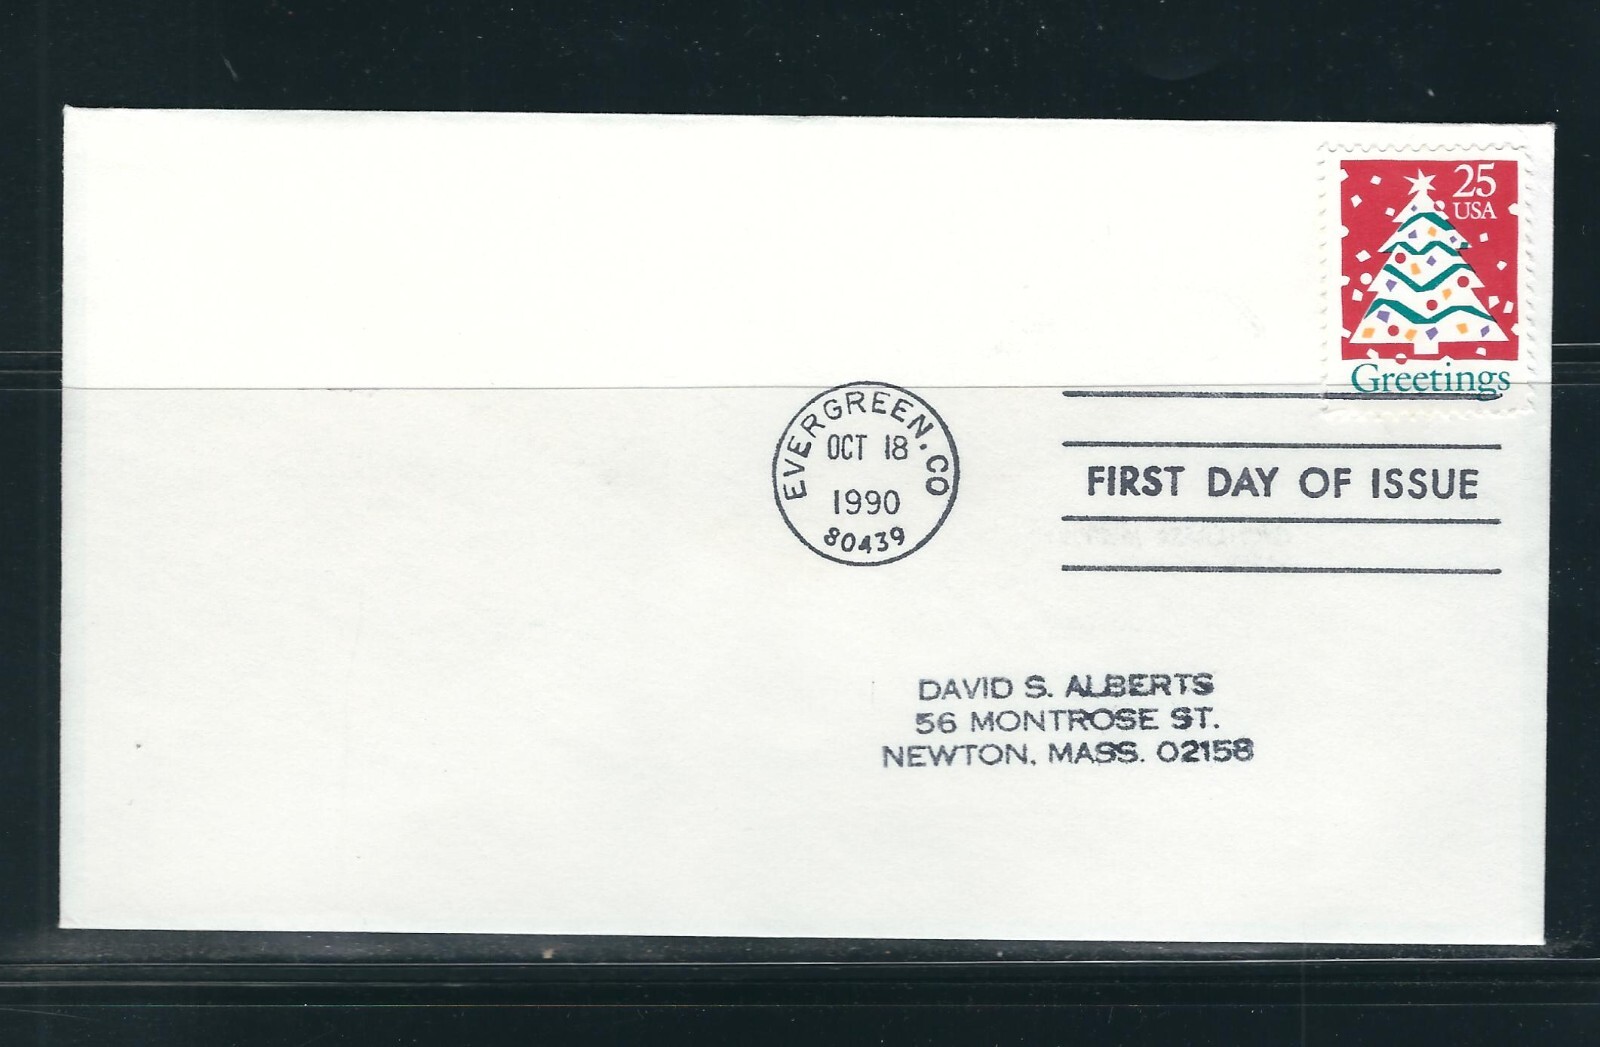 25
USA
Greetings
EVERGREEN, CO
OCT 18
1990
80439
FIRST DAY OF ISSUE
DAVID S. ALBERTS
56 MONTROSE ST.
NEWTON, MASS. 02158